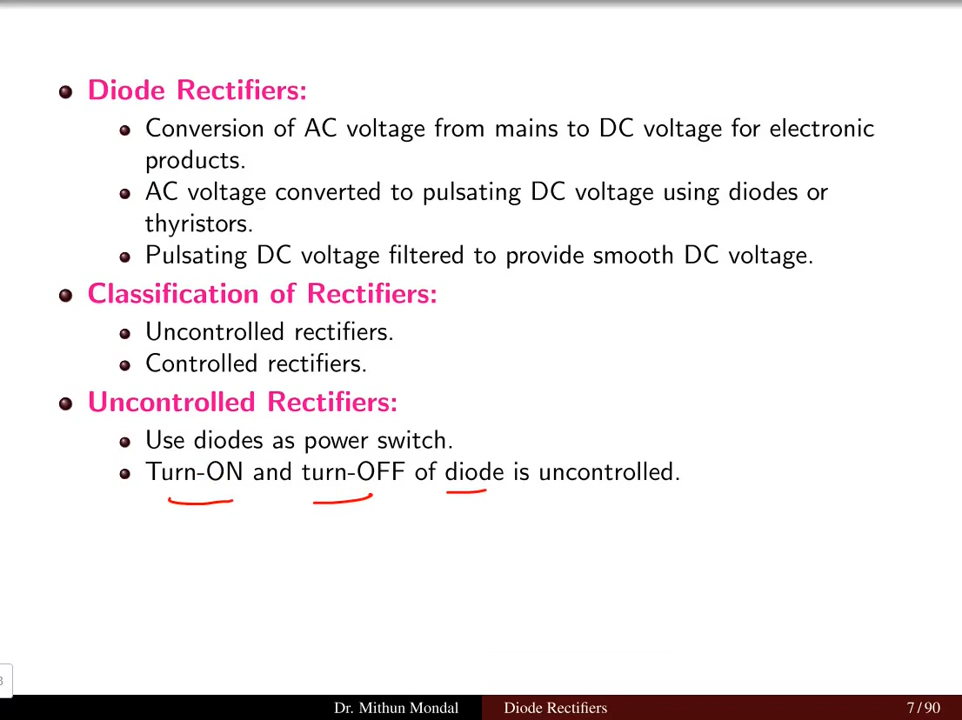 Diode Rectifiers:
Conversion of AC voltage from mains to DC voltage for electronic
products.
AC voltage converted to pulsating DC voltage using diodes or
thyristors.
Pulsating DC voltage filtered to provide smooth DC voltage.
Classification of Rectifiers:
Uncontrolled rectifiers.
Controlled rectifiers.
Uncontrolled Rectifiers:
Use diodes as power switch.
Turn-ON and turn-OFF of diode is uncontrolled.
Dr. Mithun Mondal
Diode Rectifiers
7 / 90